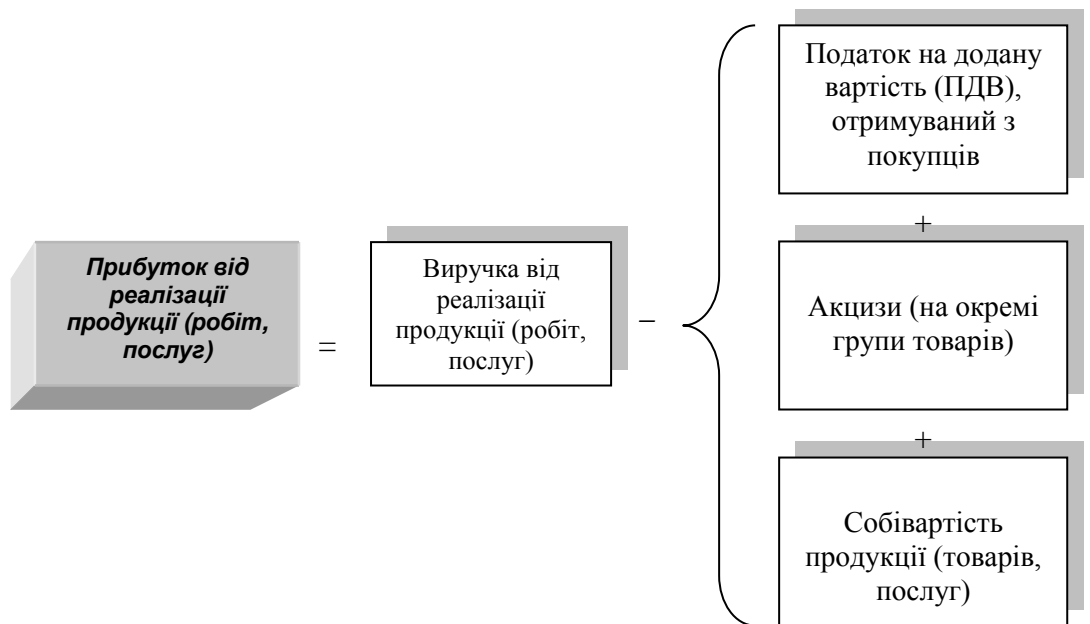 Прибуток від
реалізації
продукції (робіт,
послуг)
=
Виручка від
реалізації
продукції (робіт,
послуг)
–
Податок на додану
вартість (ПДВ),
отримуваний з
покупців
+
Акцизи (на окремі
групи товарів)
+
Собівартість
продукції (товарів,
послуг)